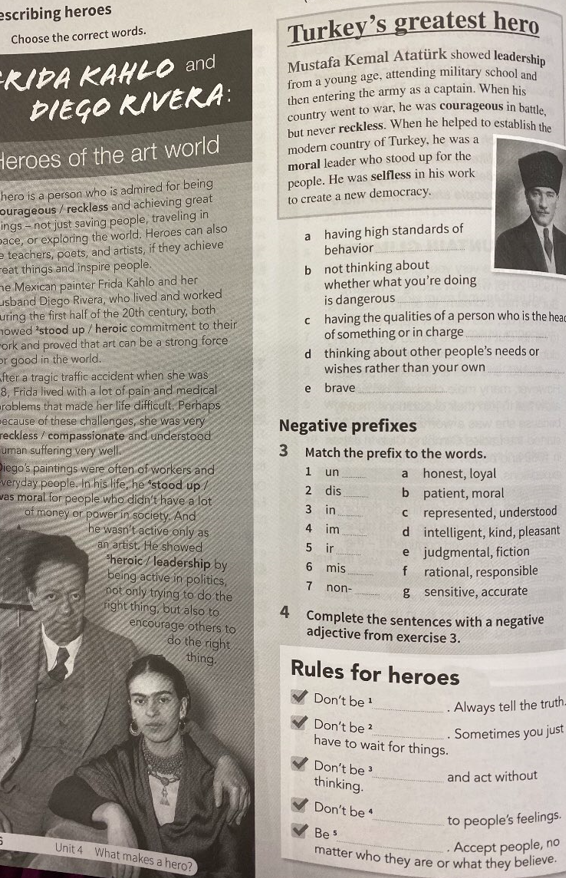 escribing heroes
Choose the correct words.
FRIDA KAHLO and
DIEGO RIVERA:
Heroes of the art world
hero is a person who is admired for being
ourageous / reckless and achieving great
ings – not just saving people, traveling in
pace, or exploring the world. Heroes can also
e teachers, poets, and artists, if they achieve
reat things and inspire people.
he Mexican painter Frida Kahlo and her
usband Diego Rivera, who lived and worked
uring the first half of the 20th century, both
howed ²stood up / heroic commitment to their
ork and proved that art can be a strong force
or good in the world.
After a tragic traffic accident when she was
8, Frida lived with a lot of pain and medical
problems that made her life difficult. Perhaps
because of these challenges, she was very
reckless / compassionate and understood
uman suffering very well.
Diego's paintings were often of workers and
everyday people. In his life, he ⁴stood up /
was moral for people who didn't have a lot
of money or power in society. And
he wasn't active only as
an artist. He showed
⁵heroic / leadership by
being active in politics,
not only trying to do the
right thing, but also to
encourage others to
do the right
thing.
6 Unit 4 What makes a hero?
Turkey's greatest hero
Mustafa Kemal Atatürk showed leadership
from a young age, attending military school and
then entering the army as a captain. When his
country went to war, he was courageous in battle,
but never reckless. When he helped to establish the
modern country of Turkey, he was a
moral leader who stood up for the
people. He was selfless in his work
to create a new democracy.
a having high standards of
behavior
b not thinking about
whether what you're doing
is dangerous
c having the qualities of a person who is the head
of something or in charge
d thinking about other people's needs or
wishes rather than your own
e brave
Negative prefixes
3 Match the prefix to the words.
1 un a honest, loyal
2 dis b patient, moral
3 in c represented, understood
4 im d intelligent, kind, pleasant
5 ir e judgmental, fiction
6 mis f rational, responsible
7 non- g sensitive, accurate
4 Complete the sentences with a negative
adjective from exercise 3.
Rules for heroes
Don't be ¹ . Always tell the truth.
Don't be ² . Sometimes you just
have to wait for things.
Don't be ³ and act without
thinking.
Don't be ⁴ to people's feelings.
Be ⁵ . Accept people, no
matter who they are or what they believe.